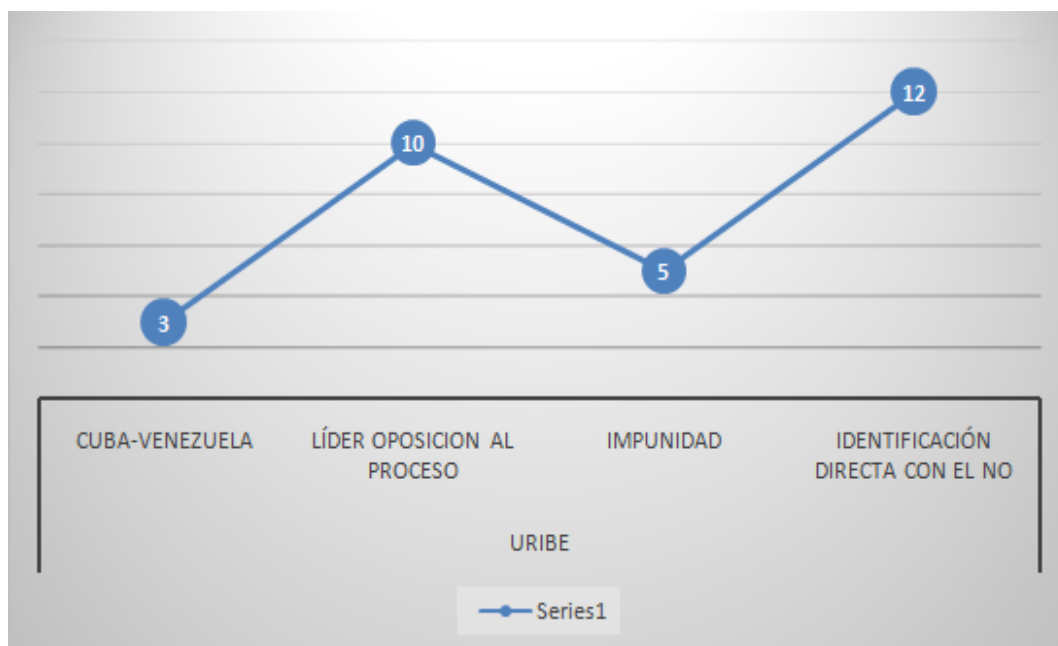 12
10
5
3
CUBA-VENEZUELA
LÍDER OPOSICION AL
PROCESO
IMPUNIDAD
IDENTIFICACIÓN
DIRECTA CON EL NO
URIBE
Series1